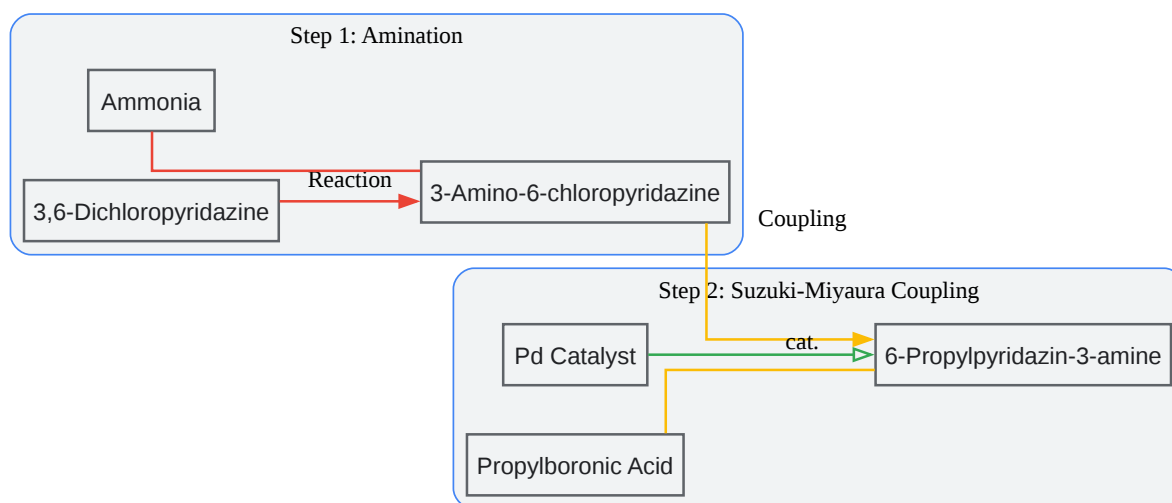 Step 1: Amination
Ammonia
Reaction
3,6-Dichloropyridazine
3-Amino-6-chloropyridazine
Coupling
Step 2: Suzuki-Miyaura Coupling
cat.
Pd Catalyst
6-Propylpyridazin-3-amine
Propylboronic Acid